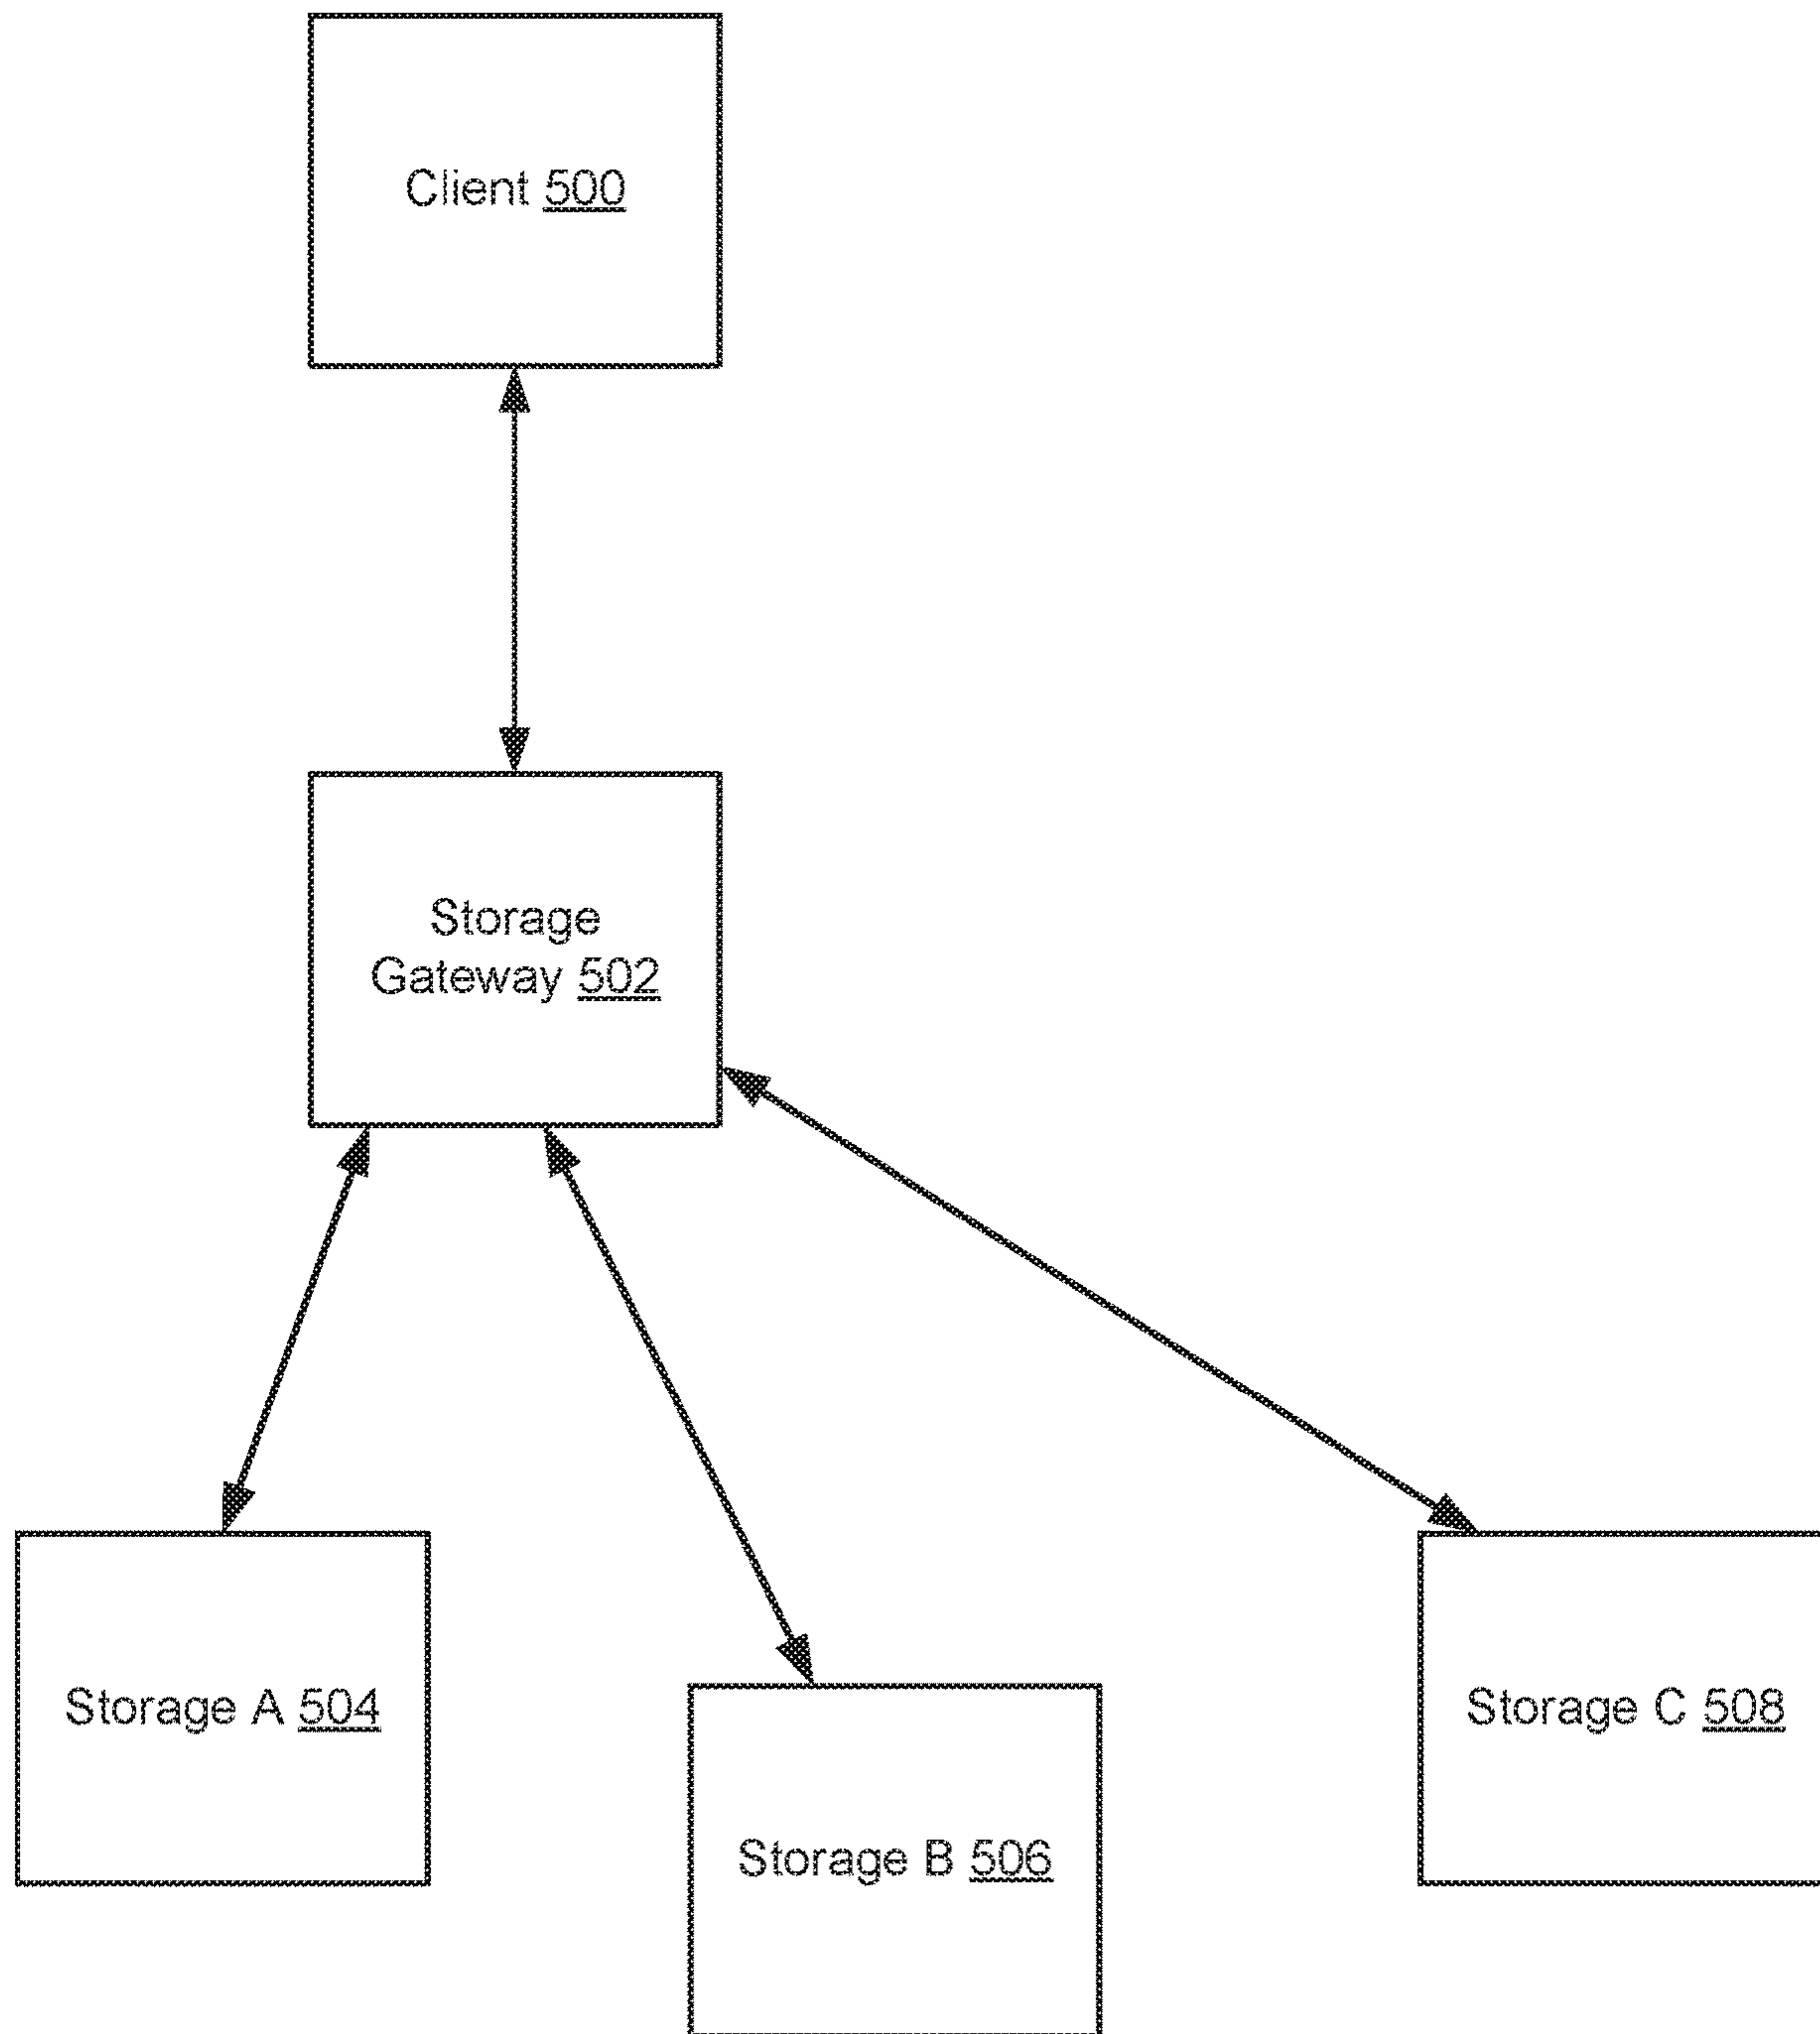 Client 500
Storage
Gateway 502
Storage A 504
Storage B 506
Storage C 508